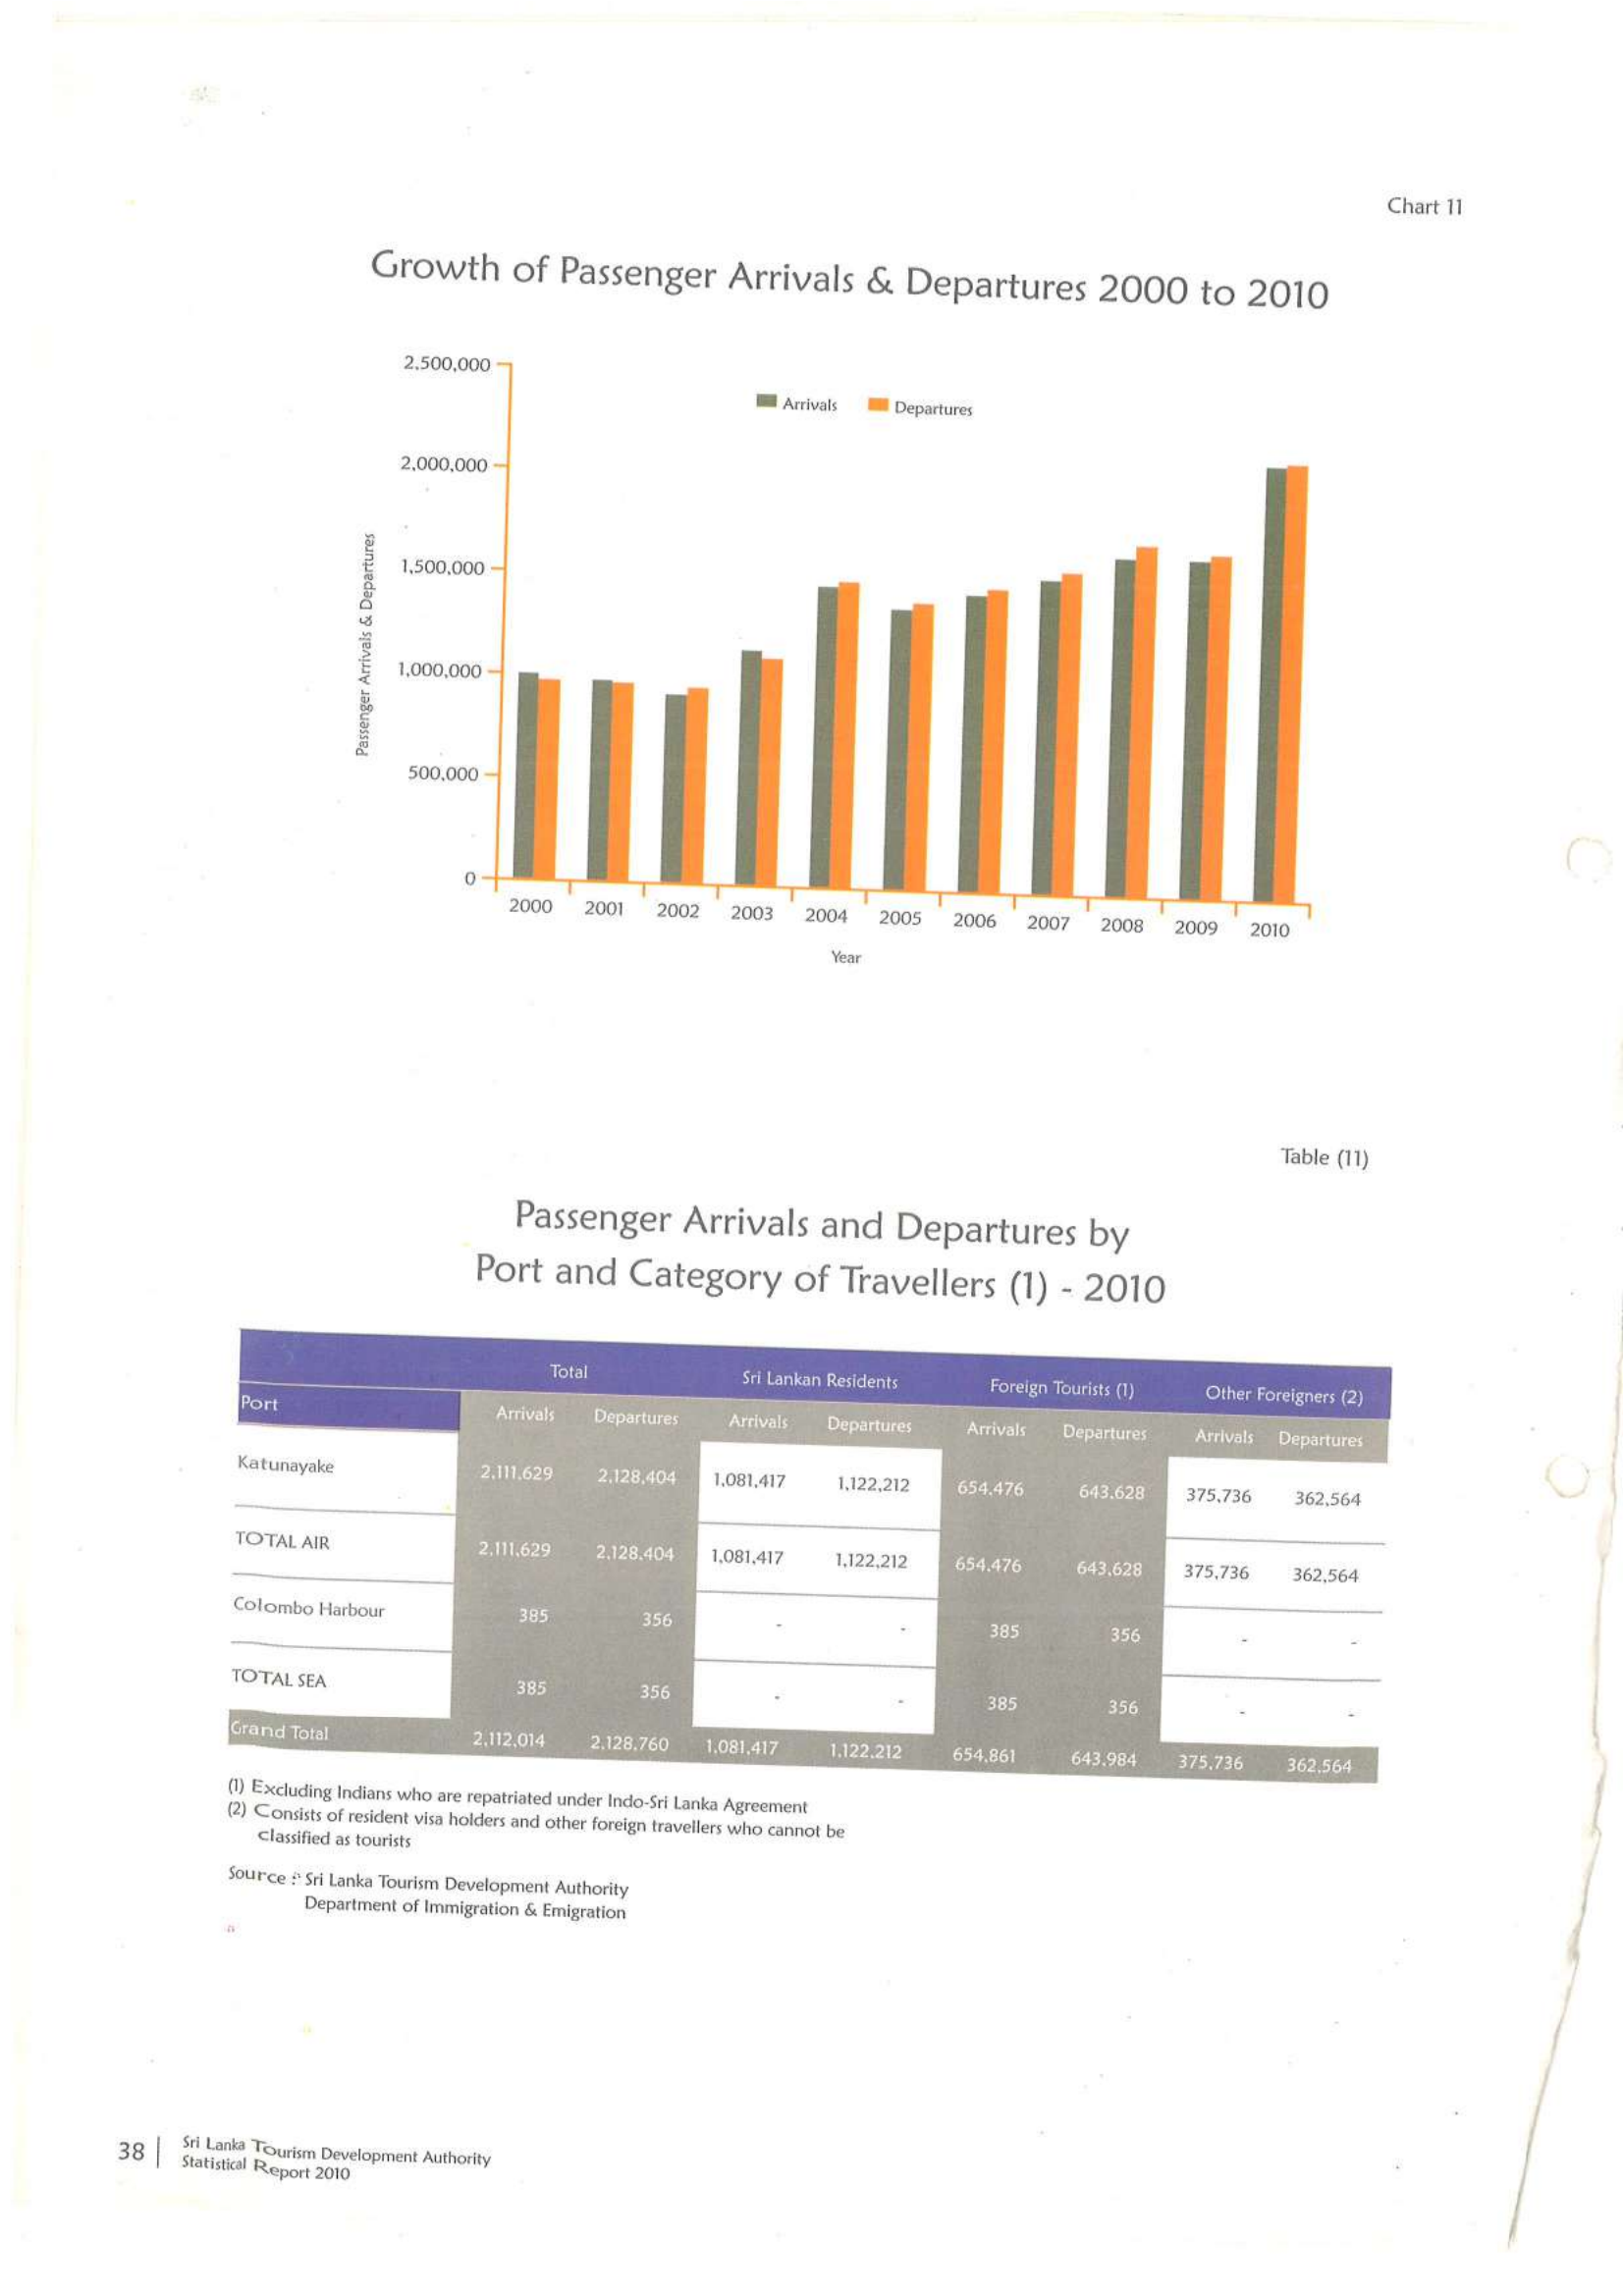 Chart 11
Growth of Passenger Arrivals & Departures 2000 to 2010
2,500,000
Arrivals Departures
2,000,000
1,500,000
Passenger Arrivals & Departures
1,000,000
500,000
0
2000 2001 2002 2003 2004 2005 2006 2007 2008 2009 2010
Year
Table (11)
Passenger Arrivals and Departures by
Port and Category of Travellers (1) - 2010
Total Sri Lankan Residents Foreign Tourists (1) Other Foreigners (2)
Port Arrivals Departures Arrivals Departures Arrivals Departures Arrivals Departures
Katunayake 2,111,629 2,128,404 1,081,417 1,122,212 654,476 643,628 375,736 362,564
TOTAL AIR 2,111,629 2,128,404 1,081,417 1,122,212 654,476 643,628 375,736 362,564
Colombo Harbour 385 356 - - 385 356 - -
TOTAL SEA 385 356 - - 385 356 - -
Grand Total 2,112,014 2,128,760 1,081,417 1,122,212 654,861 643,984 375,736 362,564
(1) Excluding Indians who are repatriated under Indo-Sri Lanka Agreement
(2) Consists of resident visa holders and other foreign travellers who cannot be
classified as tourists
Source : Sri Lanka Tourism Development Authority
Department of Immigration & Emigration
38 | Sri Lanka Tourism Development Authority
Statistical Report 2010